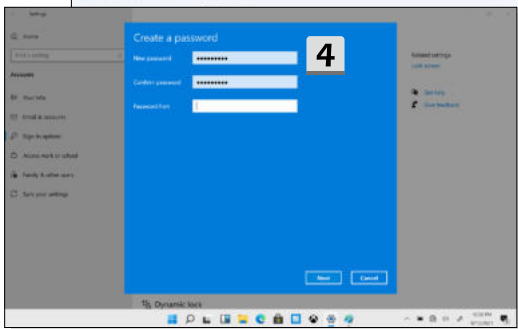 Settings
Home
Find a setting
Accounts
Your info
Email & accounts
Sign-in options
Access work or school
Family & other users
Sync your settings
Create a password
New password
•••••••••
4
Confirm password
•••••••••
Password hint
Next
Cancel
Related settings
Lock screen
Get help
Give feedback
Dynamic lock